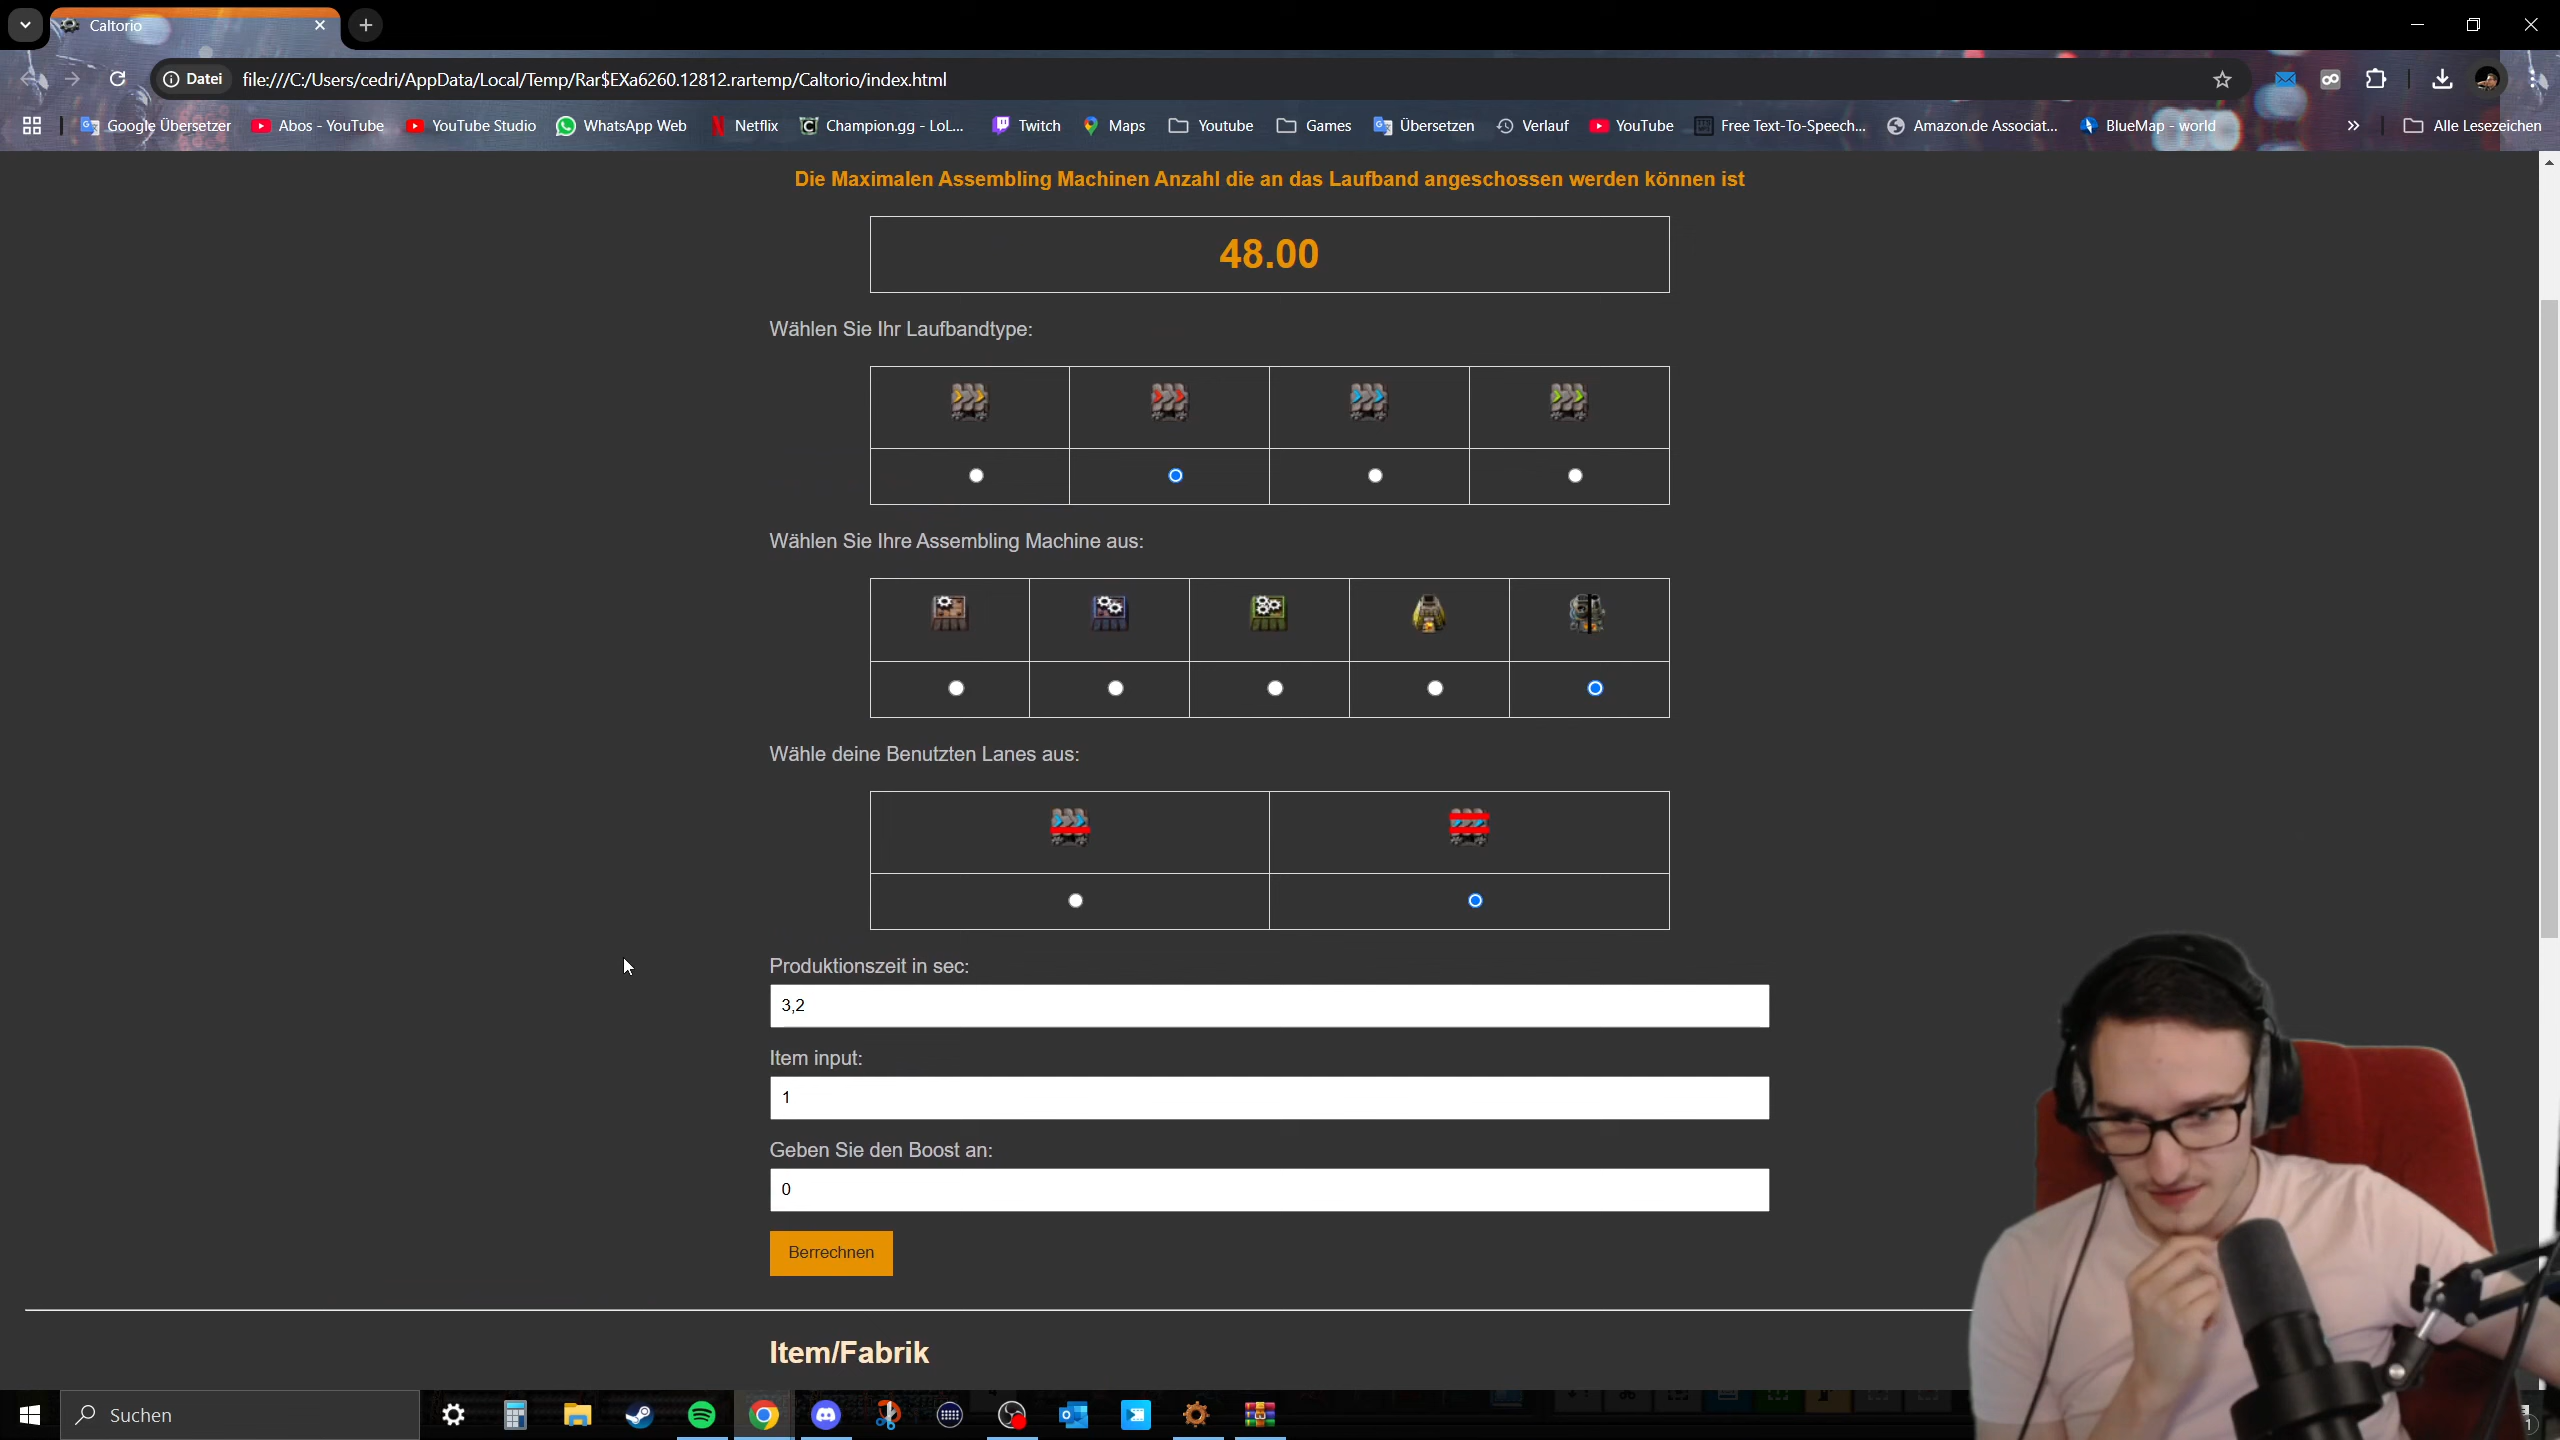 Caltorio
Datei
file:///C:/Users/cedri/AppData/Local/Temp/Rar$EXa6260.12812.rartemp/Caltorio/index.html
Google Übersetzer
Abos - YouTube
YouTube Studio
WhatsApp Web
Netflix
Champion.gg - LoL...
Twitch
Maps
Youtube
Games
Übersetzen
Verlauf
YouTube
Free Text-To-Speech...
Amazon.de Associat...
BlueMap - world
»
Alle Lesezeichen
Die Maximalen Assembling Machinen Anzahl die an das Laufband angeschossen werden können ist
48.00
Wählen Sie Ihr Laufbandtype:
Wählen Sie Ihre Assembling Machine aus:
Wähle deine Benutzten Lanes aus:
Produktionszeit in sec:
3,2
Item input:
1
Geben Sie den Boost an:
0
Berrechnen
Item/Fabrik
Suchen
1